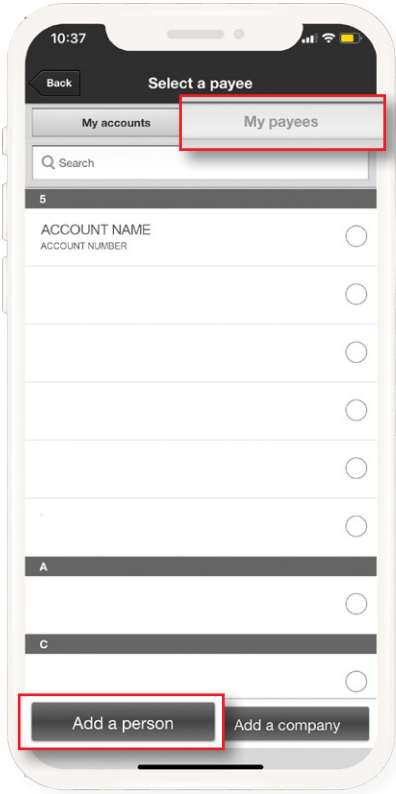 10:37
Back
Select a payee
My accounts
My payees
Search
5
ACCOUNT NAME
ACCOUNT NUMBER
A
C
Add a person
Add a company